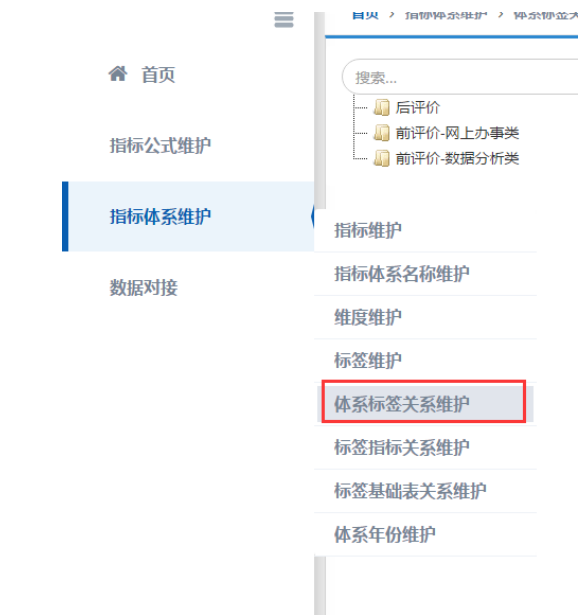 首页 > 指标体系维护 > 体系标签关
首页
搜索...
后评价
前评价-网上办事类
前评价-数据分析类
指标公式维护
指标体系维护
数据对接
指标维护
指标体系名称维护
维度维护
标签维护
体系标签关系维护
标签指标关系维护
标签基础表关系维护
体系年份维护